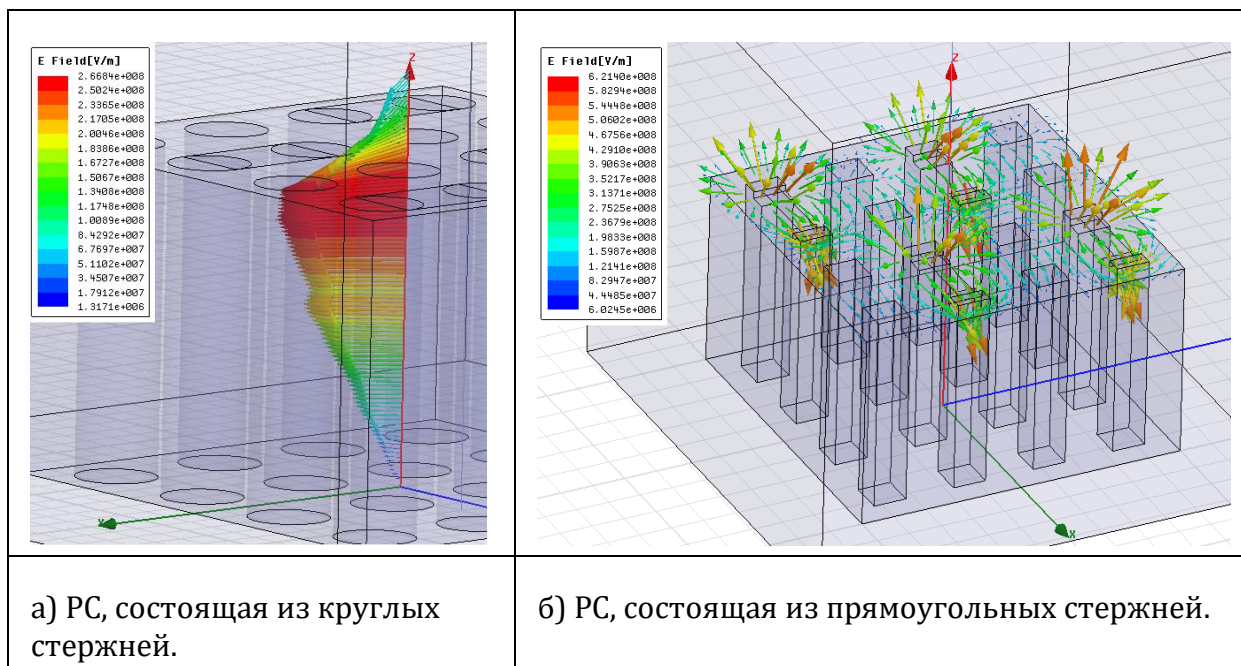 E Field[V/m]
2.6684e+008
2.5024e+008
2.3365e+008
2.1705e+008
2.0046e+008
1.8386e+008
1.6727e+008
1.5067e+008
1.3408e+008
1.1748e+008
1.0089e+008
8.4292e+007
6.7697e+007
5.1102e+007
3.4507e+007
1.7912e+007
1.3171e+006
Z
E Field[V/m]
6.2140e+008
5.8294e+008
5.4448e+008
5.0602e+008
4.6756e+008
4.2910e+008
3.9063e+008
3.5217e+008
3.1371e+008
2.7525e+008
2.3679e+008
1.9833e+008
1.5987e+008
1.2141e+008
8.2947e+007
4.4485e+007
6.0245e+006
Z
X
а) РС, состоящая из круглых
стержней.
б) РС, состоящая из прямоугольных стержней.